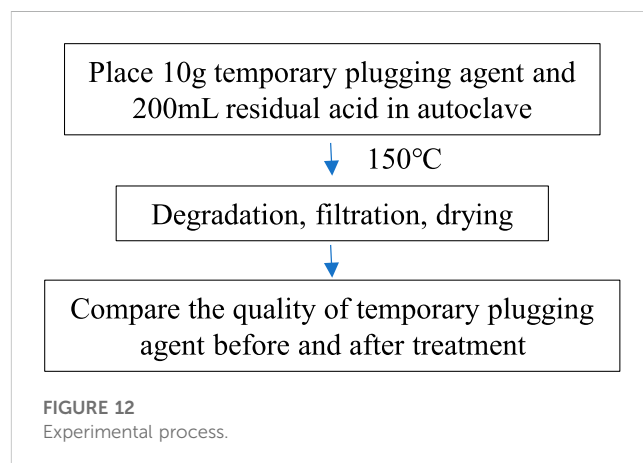 Place 10g temporary plugging agent and
200mL residual acid in autoclave
150℃
Degradation, filtration, drying
Compare the quality of temporary plugging
agent before and after treatment
FIGURE 12
Experimental process.